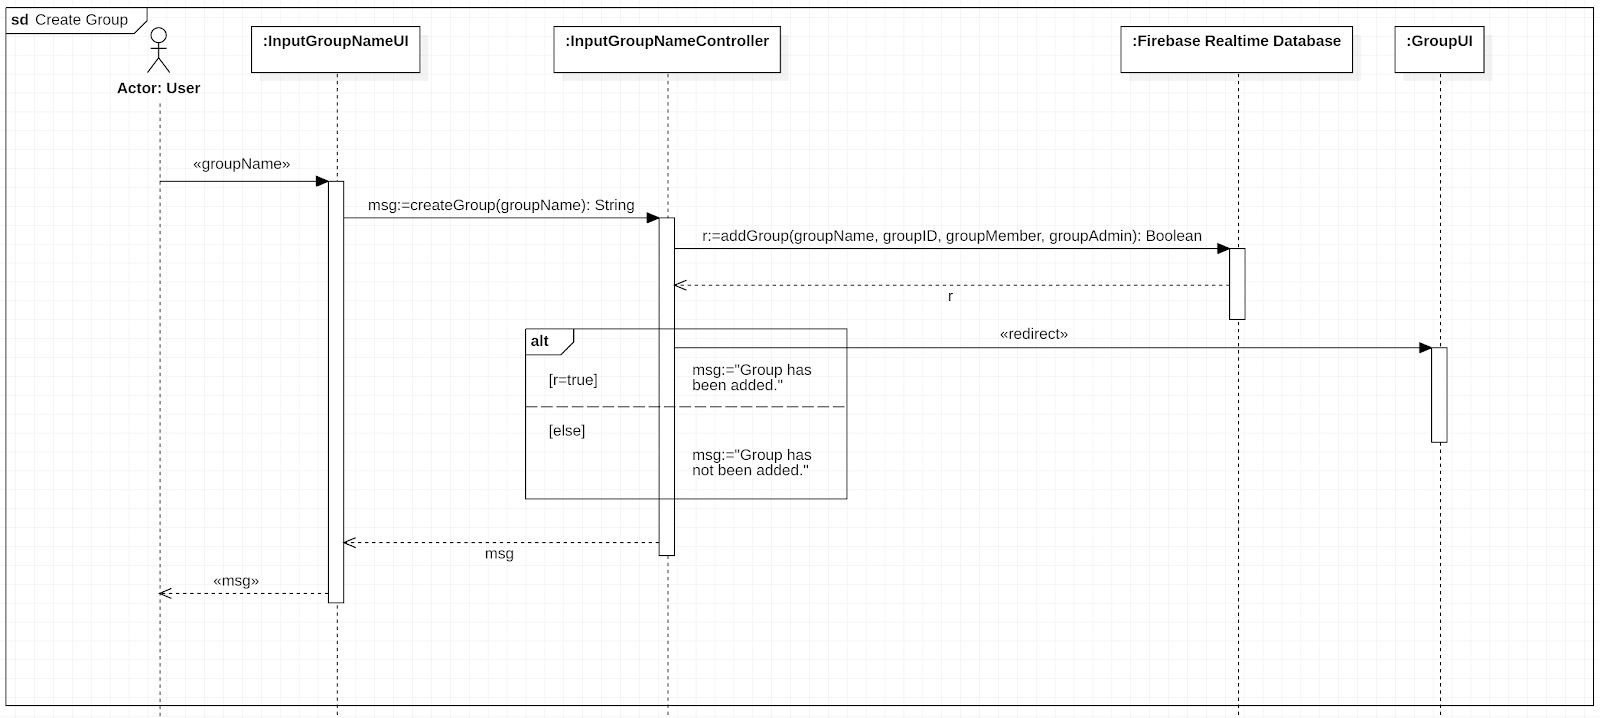 sd Create Group
Actor: User
:InputGroupNameUI
:InputGroupNameController
:Firebase Realtime Database
:GroupUI
«groupName»
msg:=createGroup(groupName): String
r:=addGroup(groupName, groupID, groupMember, groupAdmin): Boolean
r
alt
«redirect»
[r=true]
msg:="Group has
been added."
[else]
msg:="Group has
not been added."
msg
«msg»